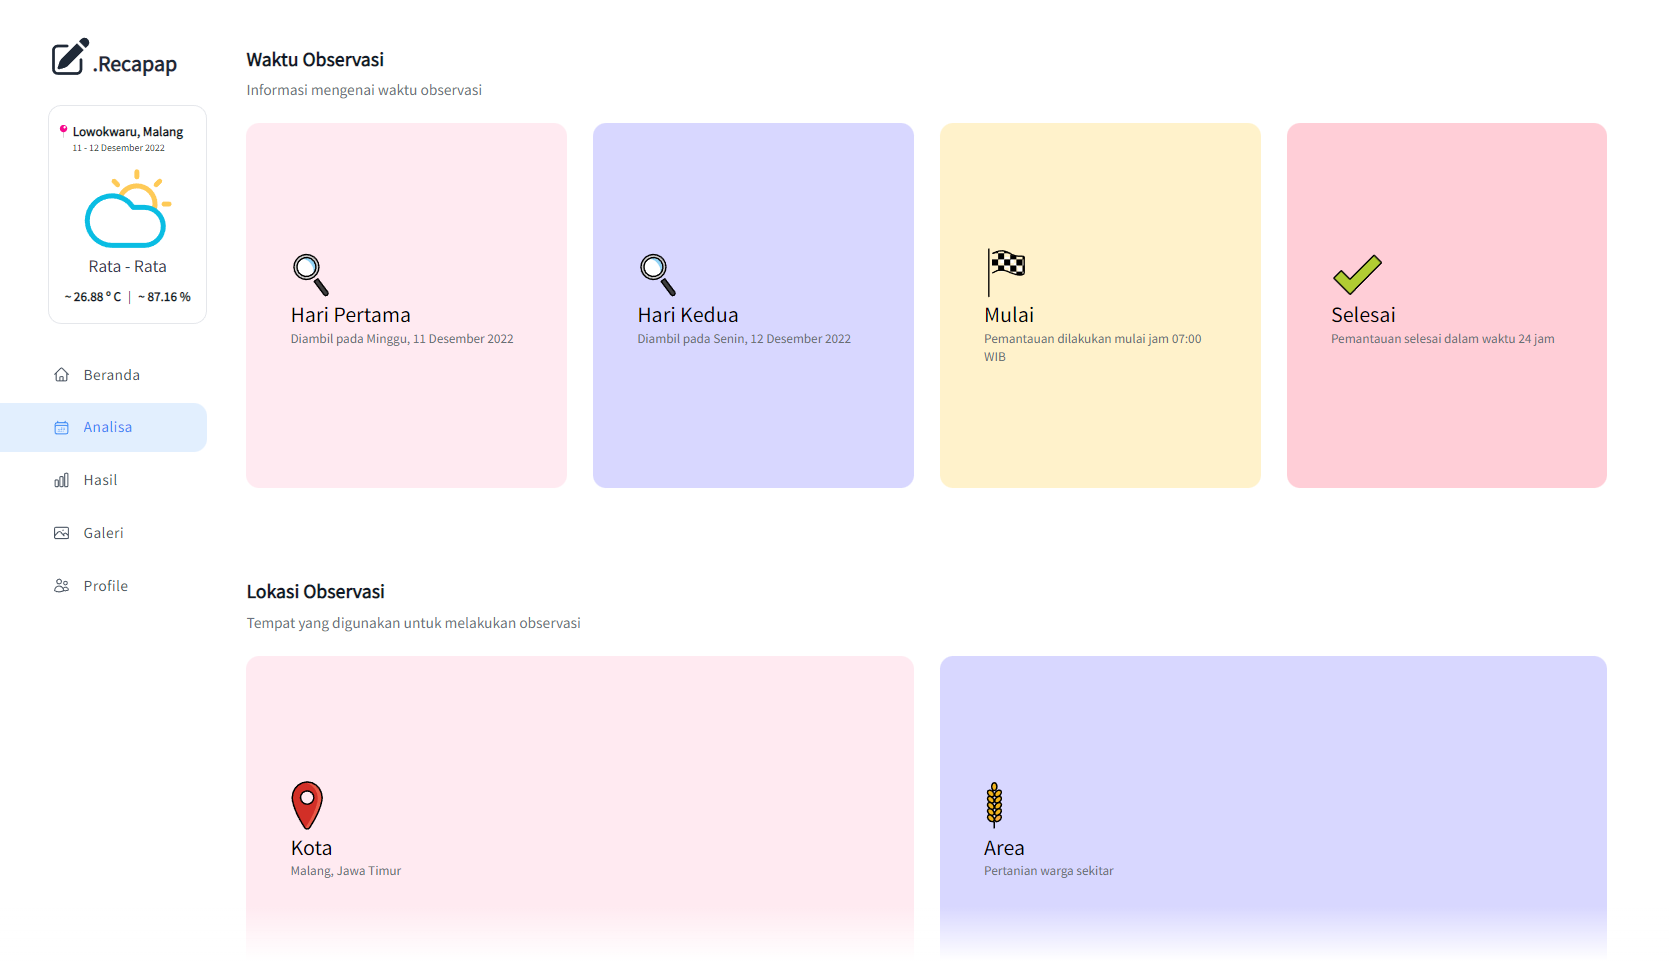 .Recapap
Lowokwaru, Malang
11 - 12 Desember 2022
Rata - Rata
~ 26.88 º C | ~ 87.16 %
Beranda
Analisa
Hasil
Galeri
Profile
Waktu Observasi
Informasi mengenai waktu observasi
Hari Pertama
Diambil pada Minggu, 11 Desember 2022
Hari Kedua
Diambil pada Senin, 12 Desember 2022
Mulai
Pemantauan dilakukan mulai jam 07:00
WIB
Selesai
Pemantauan selesai dalam waktu 24 jam
Lokasi Observasi
Tempat yang digunakan untuk melakukan observasi
Kota
Malang, Jawa Timur
Area
Pertanian warga sekitar